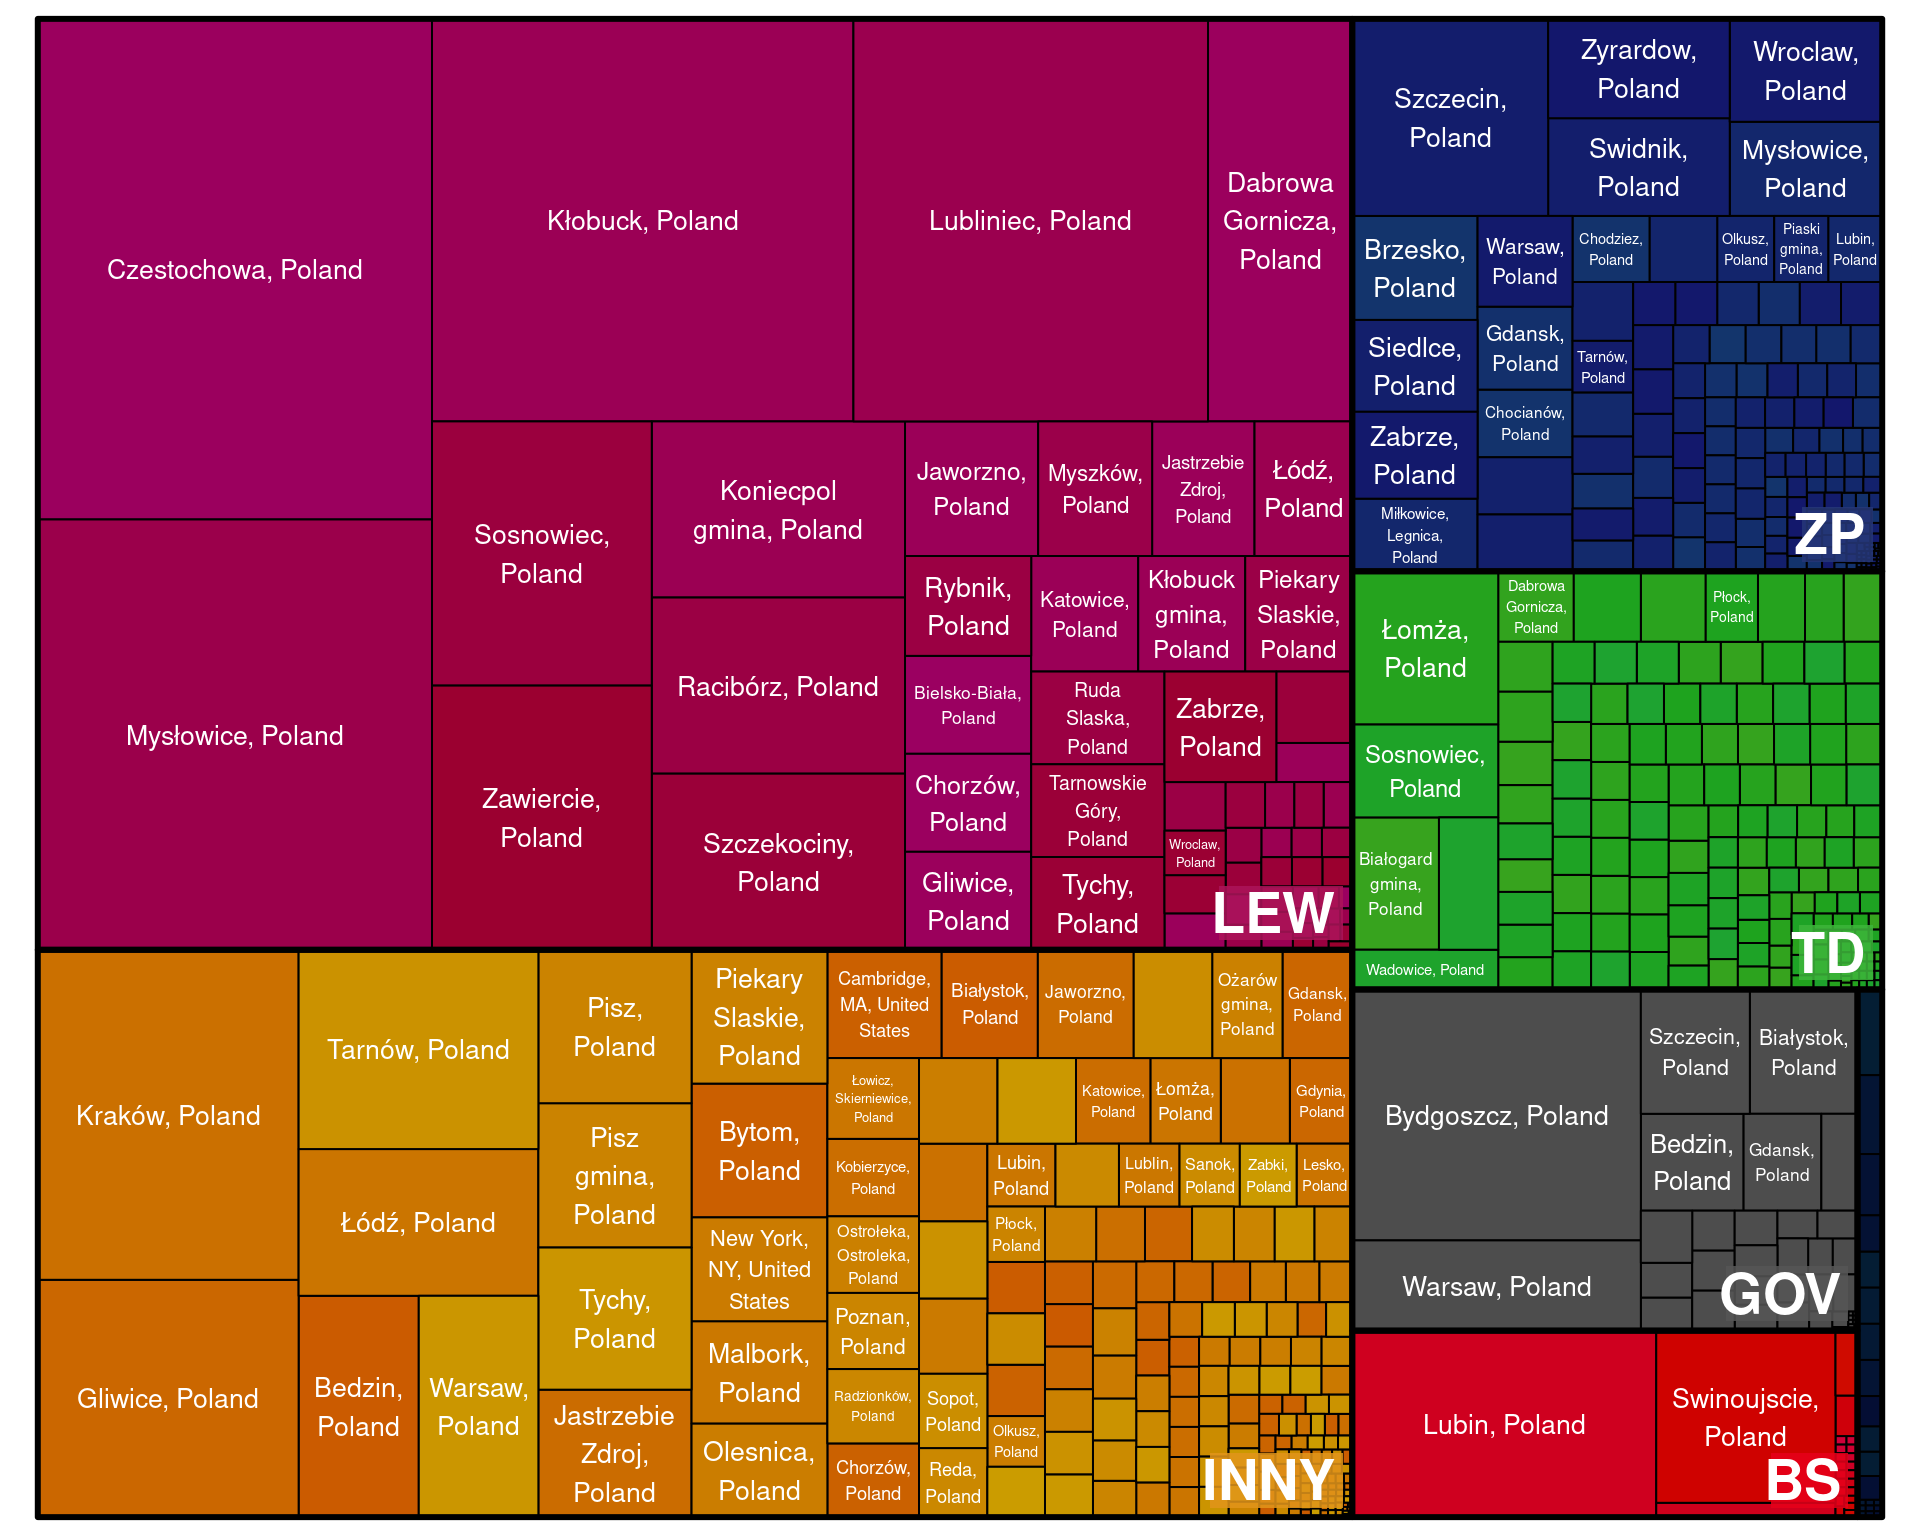 Czestochowa, Poland
Mysłowice, Poland
Kłobuck, Poland
Lubliniec, Poland
Dabrowa
Gornicza,
Poland
Sosnowiec,
Poland
Zawiercie,
Poland
Koniecpol
gmina, Poland
Racibórz, Poland
Szczekociny,
Poland
Jaworzno,
Poland
Myszków,
Poland
Jastrzebie
Zdroj,
Poland
Łódź,
Poland
Rybnik,
Poland
Bielsko-Biała,
Poland
Chorzów,
Poland
Gliwice,
Poland
Katowice,
Poland
Kłobuck
gmina,
Poland
Piekary
Slaskie,
Poland
Ruda
Slaska,
Poland
Tarnowskie
Góry,
Poland
Tychy,
Poland
Zabrze,
Poland
Wroclaw,
Poland
LEW
Szczecin,
Poland
Zyrardow,
Poland
Swidnik,
Poland
Wroclaw,
Poland
Mysłowice,
Poland
Brzesko,
Poland
Siedlce,
Poland
Zabrze,
Poland
Miłkowice,
Legnica,
Poland
Warsaw,
Poland
Gdansk,
Poland
Chocianów,
Poland
Chodziez,
Poland
Olkusz,
Poland
Piaski
gmina,
Poland
Lubin,
Poland
Tarnów,
Poland
ZP
Łomża,
Poland
Sosnowiec,
Poland
Białogard
gmina,
Poland
Wadowice, Poland
Dabrowa
Gornicza,
Poland
Płock,
Poland
TD
Kraków, Poland
Gliwice, Poland
Tarnów, Poland
Łódź, Poland
Bedzin,
Poland
Warsaw,
Poland
Pisz,
Poland
Pisz
gmina,
Poland
Tychy,
Poland
Jastrzebie
Zdroj,
Poland
Piekary
Slaskie,
Poland
Bytom,
Poland
New York,
NY, United
States
Malbork,
Poland
Olesnica,
Poland
Cambridge,
MA, United
States
Białystok,
Poland
Jaworzno,
Poland
Ożarów
gmina,
Poland
Gdansk,
Poland
Łowicz,
Skierniewice,
Poland
Kobierzyce,
Poland
Ostrołeka,
Ostroleka,
Poland
Poznan,
Poland
Radzionków,
Poland
Chorzów,
Poland
Katowice,
Poland
Łomża,
Poland
Gdynia,
Poland
Lubin,
Poland
Lublin,
Poland
Sanok,
Poland
Zabki,
Poland
Lesko,
Poland
Płock,
Poland
Sopot,
Poland
Reda,
Poland
Olkusz,
Poland
INNY
Bydgoszcz, Poland
Warsaw, Poland
Szczecin,
Poland
Białystok,
Poland
Bedzin,
Poland
Gdansk,
Poland
GOV
Lubin, Poland
Swinoujscie,
Poland
BS